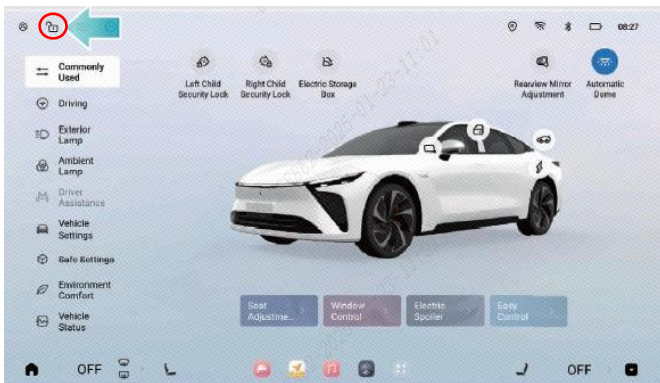 08:27
Commonly
Used
Driving
Exterior
Lamp
Ambient
Lamp
Driver
Assistance
Vehicle
Settings
Safe Settings
Environment
Comfort
Vehicle
Status
Left Child
Security Lock
Right Child
Security Lock
Electric Storage
Box
Rearview Mirror
Adjustment
Automatic
Dome
Seat
Adjustme...
Window
Control
Electric
Spoiler
Easy
Control
OFF
OFF